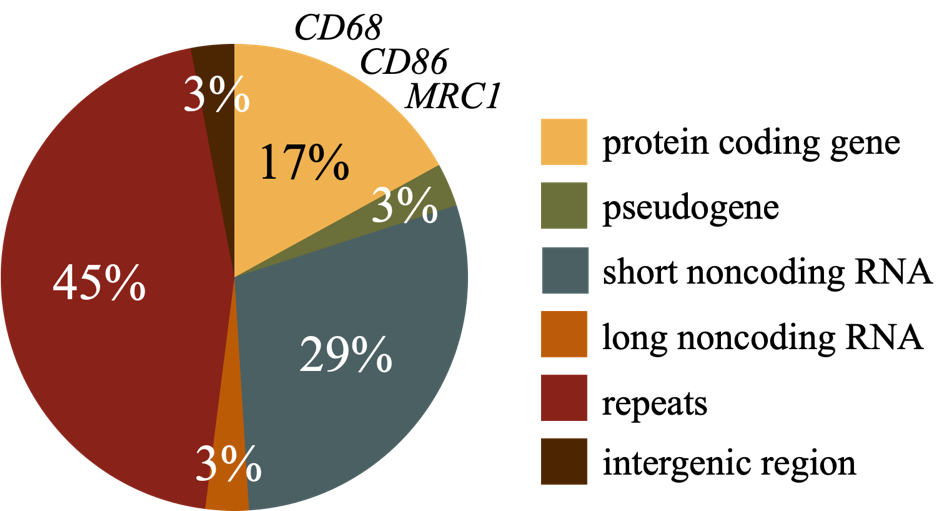 CD68
CD86
MRC1
3%
17%
3%
45%
29%
3%
protein coding gene
pseudogene
short noncoding RNA
long noncoding RNA
repeats
intergenic region